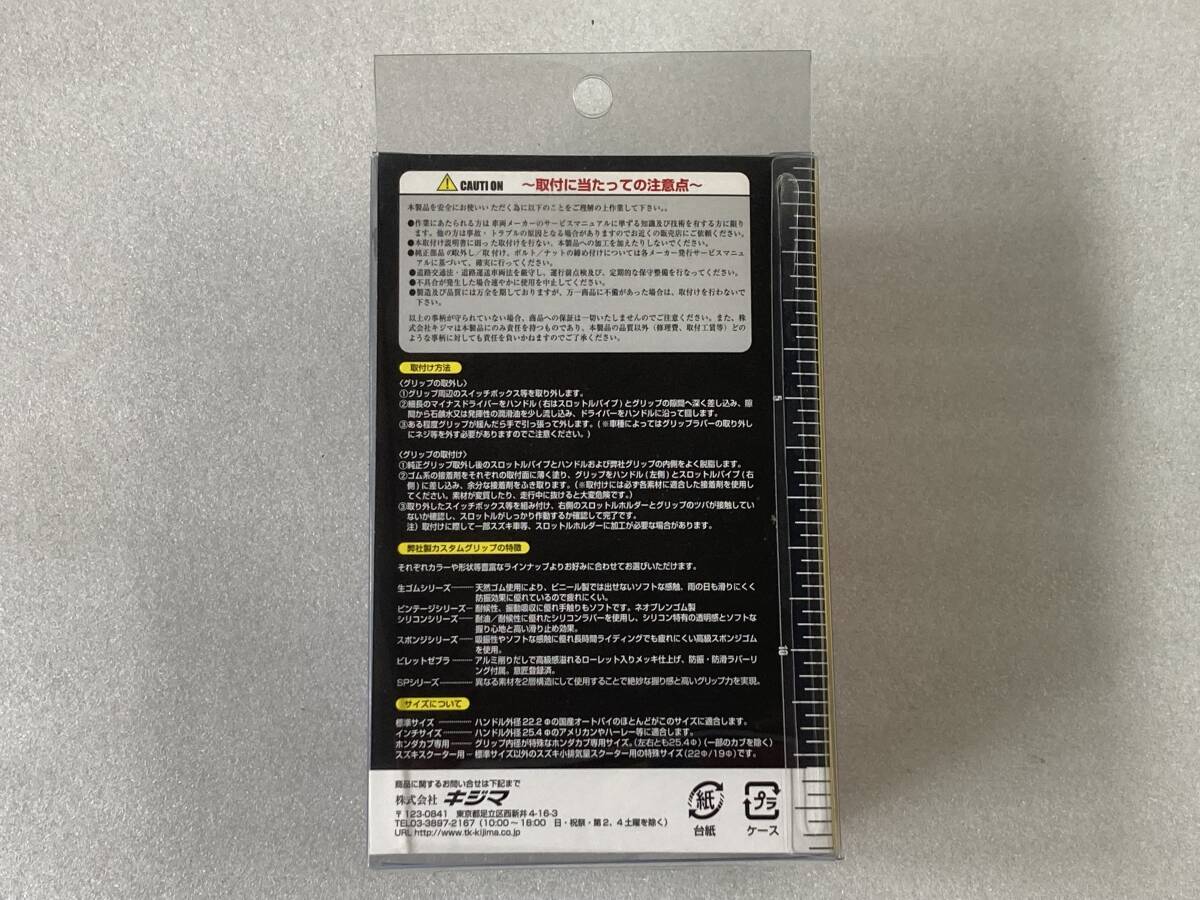 CAUTION ～取付に当たっての注意点～
本製品を安全にお使いいただく為に以下のことをご理解の上作業して下さい。
●作業にあたられる方は車両メーカーのサービスマニュアルに準ずる知識及び技術を有する方に限り
ます。他の方は事故・トラブルの原因となる場合がありますのでお近くの販売店にご依頼ください。
●本取付け説明書に誤った取付けを行ない、本製品への加工を加えたりしないでください。
●純正部品の取外し／取付け、ボルト／ナットの締め付けについては各メーカー発行サービスマニュ
アルに基づいて、確実に行ってください。
●道路交通法・道路運送車両法を厳守し、運行前点検及び、定期的な保守整備を行なってください。
●不具合が発生した場合速やかに使用を中止してください。
●製造及び品質には万全を期しておりますが、万一商品に不備があった場合は、取付けを行わないで
下さい。
以上の事柄が守られていない場合、商品への保証は一切いたしませんのでご注意ください。また、株
式会社キジマは本製品にのみ責任を持つものであり、本製品の品質以外（修理費、取付工賃等）どの
ような事柄に対しても責任を負いかねますのでご了承ください。
取付け方法
〈グリップの取外し〉
①グリップ周辺のスイッチボックス等を取り外します。
②細長のマイナスドライバーをハンドル(右はスロットルパイプ)とグリップの隙間へ深く差し込み、隙
間から石鹸水又は発揮性の潤滑油を少し流し込み、ドライバーをハンドルに沿って回します。
③ある程度グリップが緩んだら手で引っ張って外します。(※車種によってはグリップラバーの取り外し
にネジ等を外す必要がありますのでご注意ください。)
〈グリップの取付け〉
①純正グリップ取外し後のスロットルパイプとハンドルおよび弊社グリップの内側をよく脱脂します。
②ゴム系の接着剤をそれぞれの取付面に薄く塗り、グリップをハンドル(左側)とスロットルパイプ(右
側)に差し込み、余分な接着剤をふき取ります。(※取付けには必ず各素材に適合した接着剤を使用し
てください。素材が変質したり、走行中に抜けると大変危険です。)
③取り外したスイッチボックス等を組み付け、右側のスロットルホルダーとグリップのツバが接触してい
ないか確認し、スロットルがしっかり作動するか確認して完了です。
注）取付けに際して一部スズキ車等、スロットルホルダーに加工が必要な場合があります。
弊社製カスタムグリップの特徴
それぞれカラーや形状等豊富なラインナップよりお好みに合わせてお選びいただけます。
生ゴムシリーズ 天然ゴム使用により、ビニール製では出せないソフトな感触、雨の日も滑りにくく
防振効果に優れているので疲れにくい。
ビンテージシリーズ 耐候性、振動吸収に優れ手触りもソフトです。ネオプレンゴム製
シリコンシリーズ 耐油／耐候性に優れたシリコンラバーを使用し、シリコン特有の透明感とソフトな
握り心地と高い滑り止め効果。
スポンジシリーズ 吸振性やソフトな感触に優れ長時間ライディングでも疲れにくい高級スポンジゴム
を使用。
ビレットゼブラ アルミ削りだしで高級感溢れるローレット入りメッキ仕上げ、防振・防滑ラバーリ
ング付属。意匠登録済。
SPシリーズ 異なる素材を2層構造にして使用することで絶妙な握り感と高いグリップ力を実現。
サイズについて
標準サイズ ハンドル外径22.2Φの国産オートバイのほとんどがこのサイズに適合します。
インチサイズ ハンドル外径25.4Φのアメリカンやハーレー等に適合します。
ホンダカブ専用 グリップ内径が特殊なホンダカブ専用サイズ。(左右とも25.4Φ)(一部のカブを除く)
スズキスクーター用 標準サイズ以外のスズキ小排気量スクーター用の特殊サイズ(22Φ/19Φ)です。
商品に関するお問い合せは下記まで
株式会社 キジマ
〒123-0841 東京都足立区西新井4-16-3
TEL03-3897-2167 (10:00～18:00 日・祝祭・第2、4土曜を除く)
URL http://www.tk-kijima.co.jp
紙
台紙
プラ
ケース
5
10